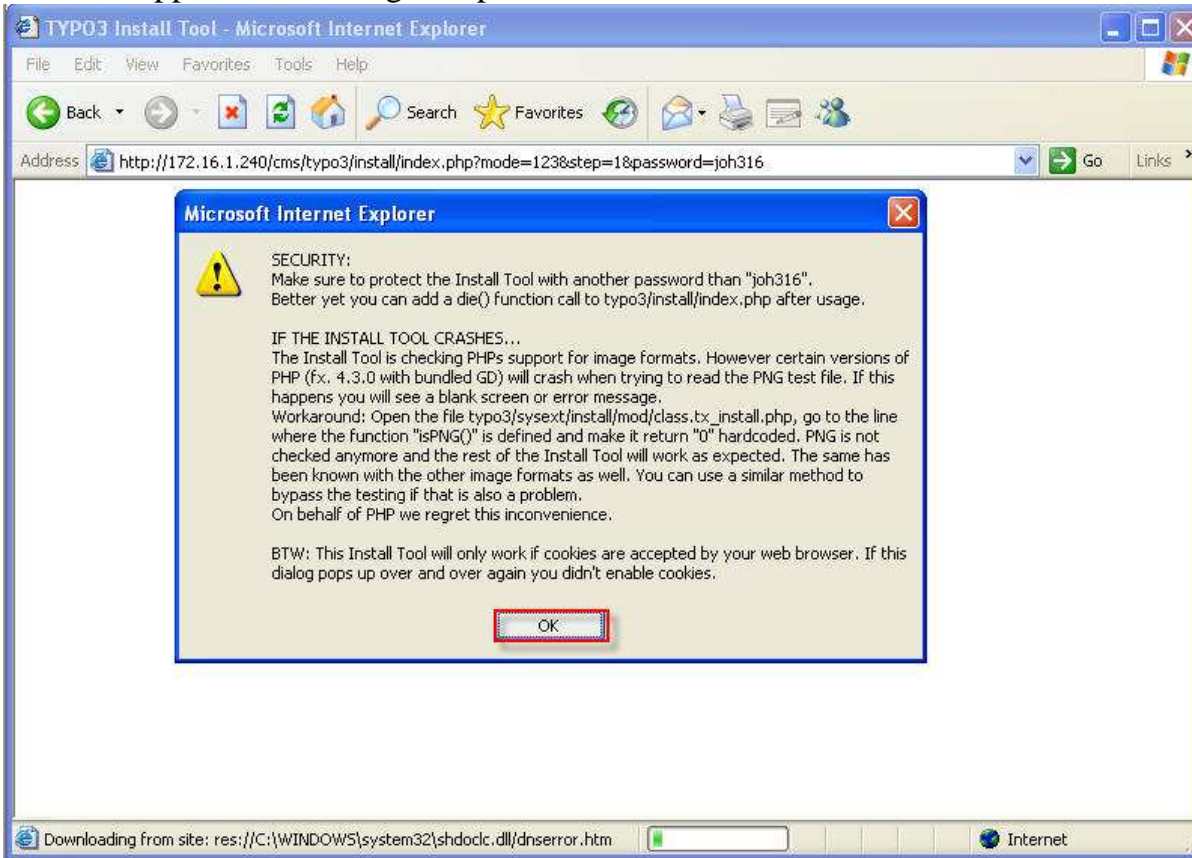 TYPO3 Install Tool - Microsoft Internet Explorer
File Edit View Favorites Tools Help
Back Search Favorites
Address http://172.16.1.240/cms/typo3/install/index.php?mode=123&step=1&password=joh316 Go Links
Microsoft Internet Explorer
SECURITY:
Make sure to protect the Install Tool with another password than "joh316".
Better yet you can add a die() function call to typo3/install/index.php after usage.
IF THE INSTALL TOOL CRASHES...
The Install Tool is checking PHPs support for image formats. However certain versions of
PHP (fx. 4.3.0 with bundled GD) will crash when trying to read the PNG test file. If this
happens you will see a blank screen or error message.
Workaround: Open the file typo3/sysext/install/mod/class.tx_install.php, go to the line
where the function "isPNG()" is defined and make it return "0" hardcoded. PNG is not
checked anymore and the rest of the Install Tool will work as expected. The same has
been known with the other image formats as well. You can use a similar method to
bypass the testing if that is also a problem.
On behalf of PHP we regret this inconvenience.
BTW: This Install Tool will only work if cookies are accepted by your web browser. If this
dialog pops up over and over again you didn't enable cookies.
OK
Downloading from site: res://C:\WINDOWS\system32\shdoclc.dll/dnserror.htm Internet